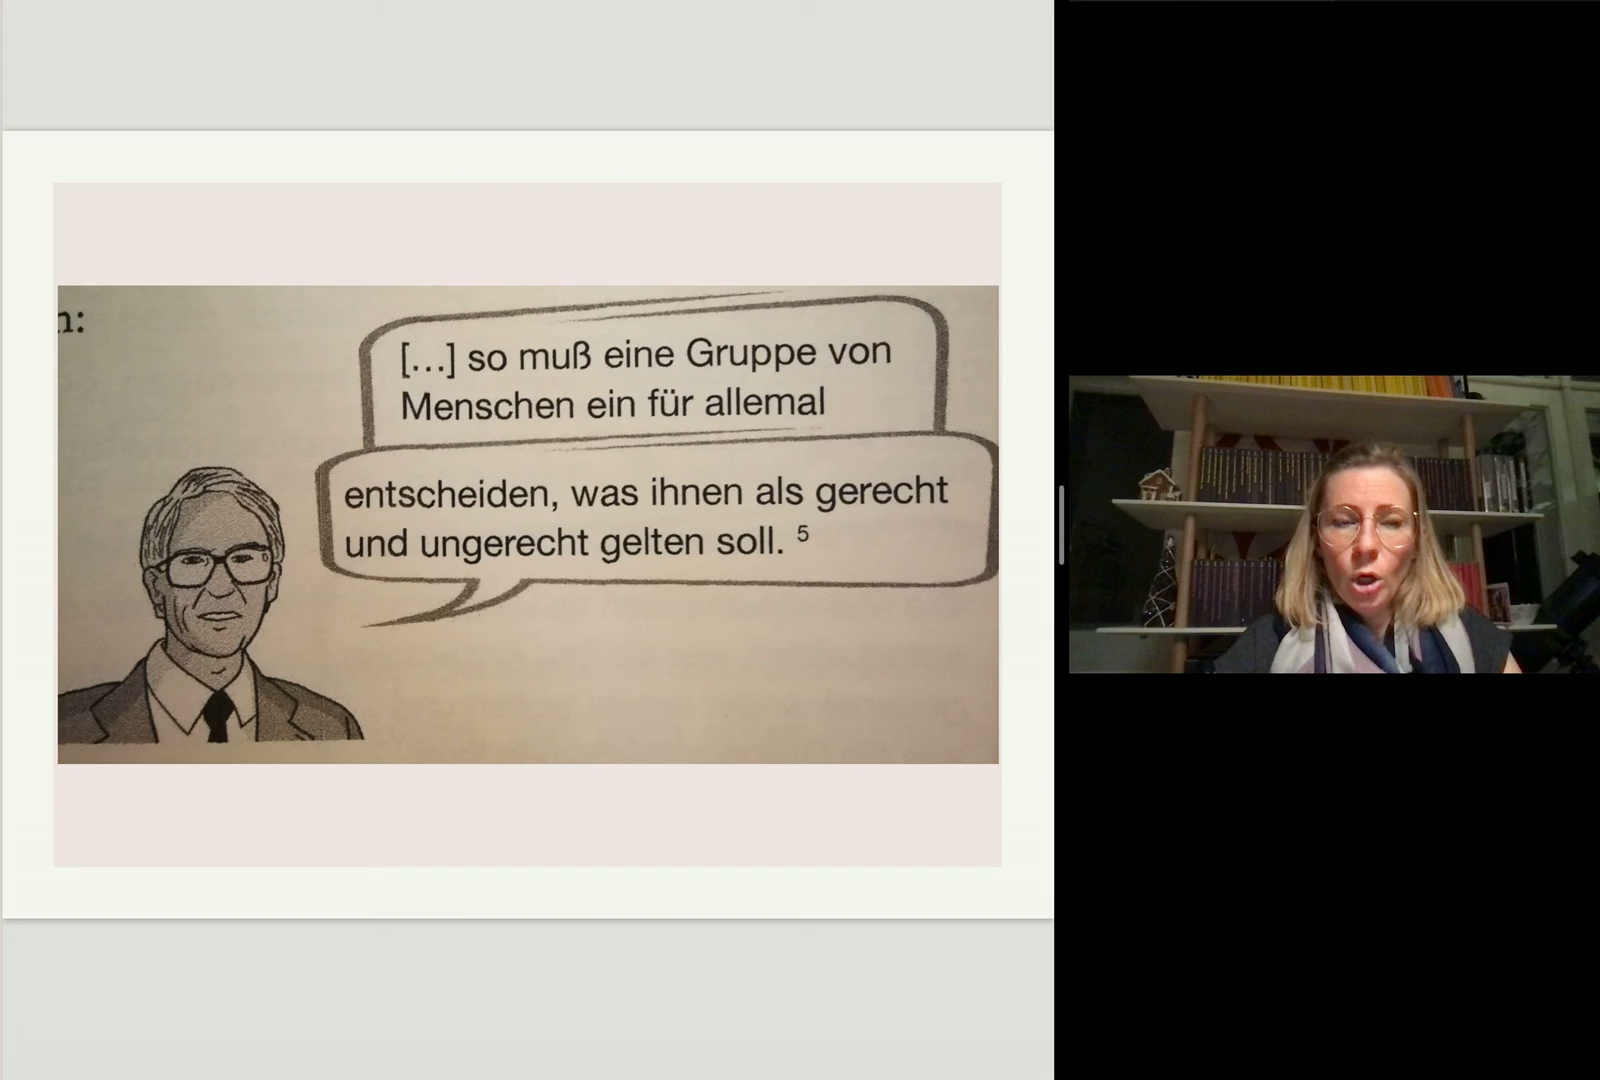 n:
[...] so muß eine Gruppe von
Menschen ein für allemal
entscheiden, was ihnen als gerecht
und ungerecht gelten soll. 5